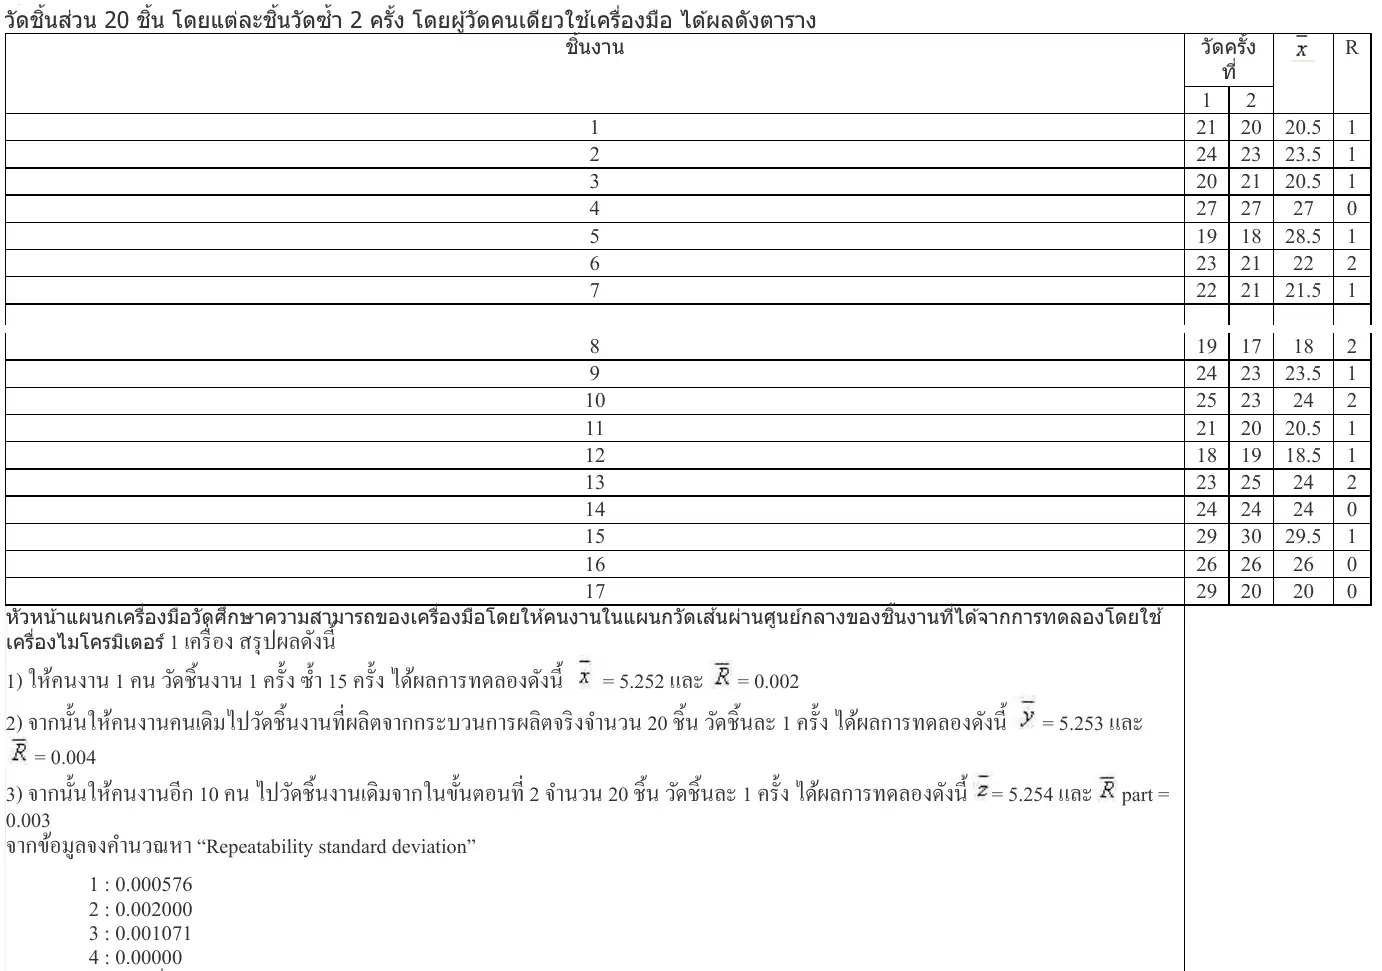 วัดชิ้นส่วน 20 ชิ้น โดยแต่ละชิ้นวัดซ้ำ 2 ครั้ง โดยผู้วัดคนเดียวใช้เครื่องมือ ได้ผลดังตาราง
ชิ้นงาน วัดครั้ง x̅ R
ที่
1 2
1 21 20 20.5 1
2 24 23 23.5 1
3 20 21 20.5 1
4 27 27 27 0
5 19 18 28.5 1
6 23 21 22 2
7 22 21 21.5 1
8 19 17 18 2
9 24 23 23.5 1
10 25 23 24 2
11 21 20 20.5 1
12 18 19 18.5 1
13 23 25 24 2
14 24 24 24 0
15 29 30 29.5 1
16 26 26 26 0
17 29 20 20 0
หัวหน้าแผนกเครื่องมือวัดศึกษาความสามารถของเครื่องมือโดยให้คนงานในแผนกวัดเส้นผ่านศูนย์กลางของชิ้นงานที่ได้จากการทดลองโดยใช้
เครื่องไมโครมิเตอร์ 1 เครื่อง สรุปผลดังนี้
1) ให้คนงาน 1 คน วัดชิ้นงาน 1 ครั้ง ซ้ำ 15 ครั้ง ได้ผลการทดลองดังนี้ x̅ = 5.252 และ R̅ = 0.002
2) จากนั้นให้คนงานคนเดิมไปวัดชิ้นงานที่ผลิตจากกระบวนการผลิตจริงจำนวน 20 ชิ้น วัดชิ้นละ 1 ครั้ง ได้ผลการทดลองดังนี้ y̅ = 5.253 และ
R̅ = 0.004
3) จากนั้นให้คนงานอีก 10 คน ไปวัดชิ้นงานเดิมจากในขั้นตอนที่ 2 จำนวน 20 ชิ้น วัดชิ้นละ 1 ครั้ง ได้ผลการทดลองดังนี้ z̅ = 5.254 และ R̅ part =
0.003
จากข้อมูลจงคำนวณหา “Repeatability standard deviation”
1 : 0.000576
2 : 0.002000
3 : 0.001071
4 : 0.00000